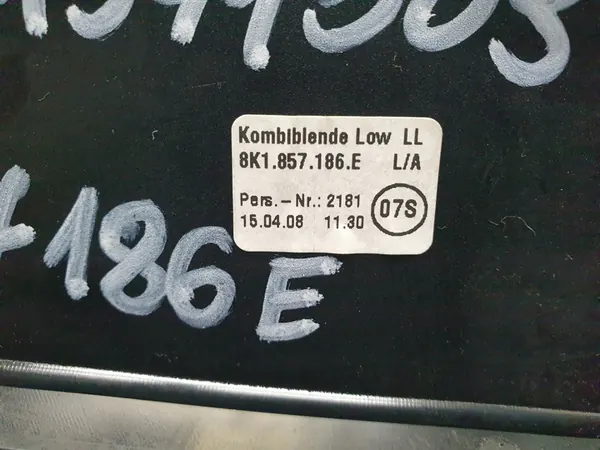 Kombiblende Low LL
8K1.857.186.E L/A
Pers.-Nr.: 2181
15.04.08 11.30
07S
186 E